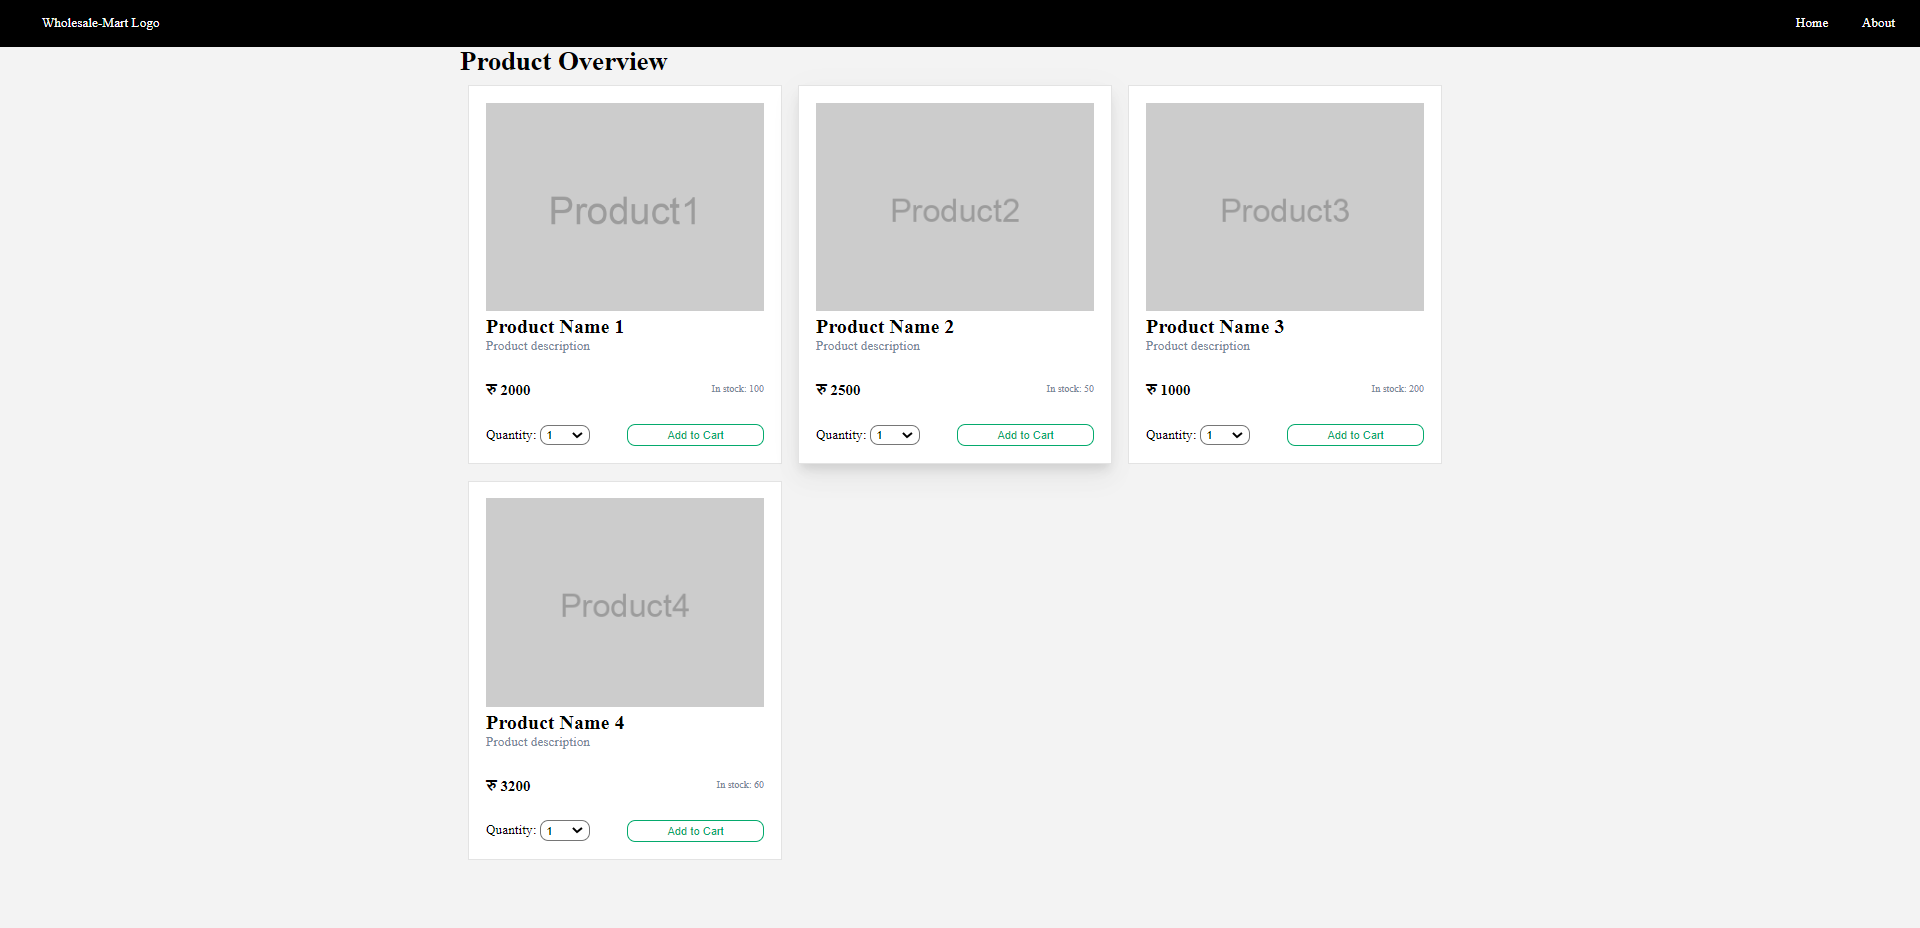 Wholesale-Mart Logo Home About
Product Overview
Product1 Product2 Product3
Product Name 1 Product Name 2 Product Name 3
Product description Product description Product description
रु 2000 In stock: 100 रु 2500 In stock: 50 रु 1000 In stock: 200
Quantity: 1 Add to Cart Quantity: 1 Add to Cart Quantity: 1 Add to Cart
Product4
Product Name 4
Product description
रु 3200 In stock: 60
Quantity: 1 Add to Cart